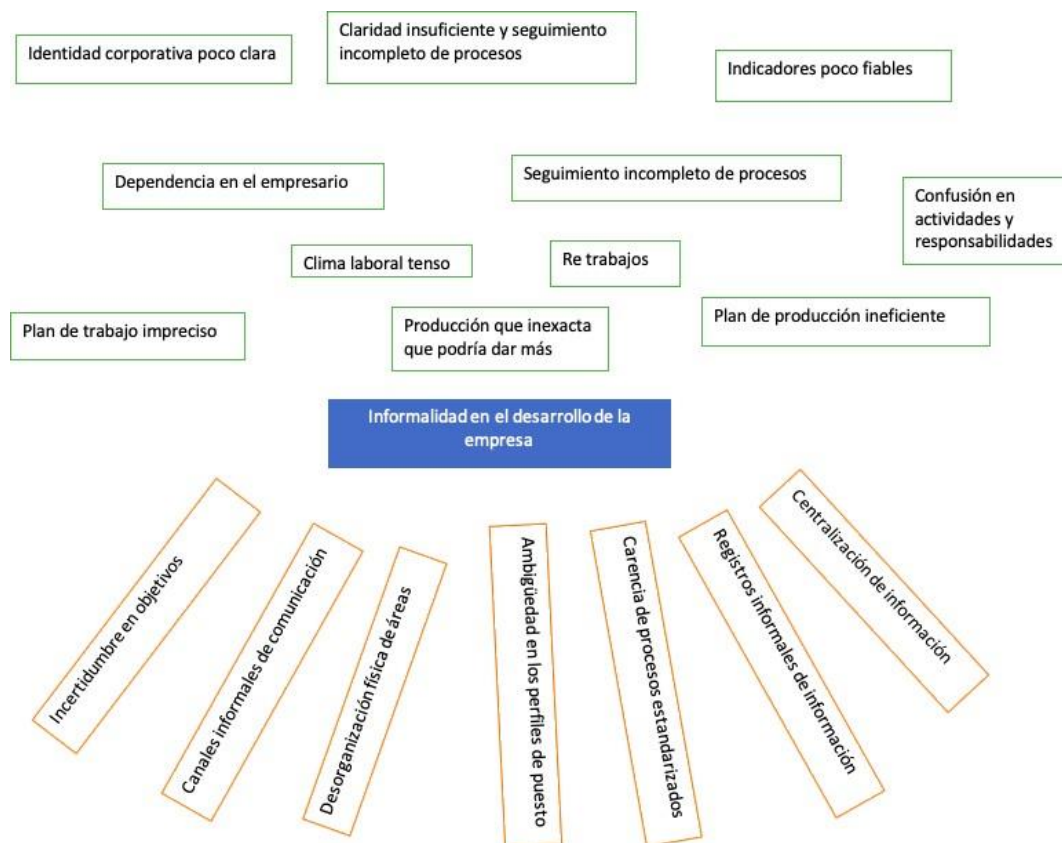 Identidad corporativa poco clara
Claridad insuficiente y seguimiento
incompleto de procesos
Indicadores poco fiables
Dependencia en el empresario
Seguimiento incompleto de procesos
Confusión en
actividades y
responsabilidades
Clima laboral tenso
Re trabajos
Plan de trabajo impreciso
Producción que inexacta
que podría dar más
Plan de producción ineficiente
Informalidad en el desarrollo de la
empresa
Incertidumbre en objetivos
Canales informales de comunicación
Desorganización física de áreas
Ambigüedad en los perfiles de puesto
Carencia de procesos estandarizados
Registros informales de información
Centralización de información